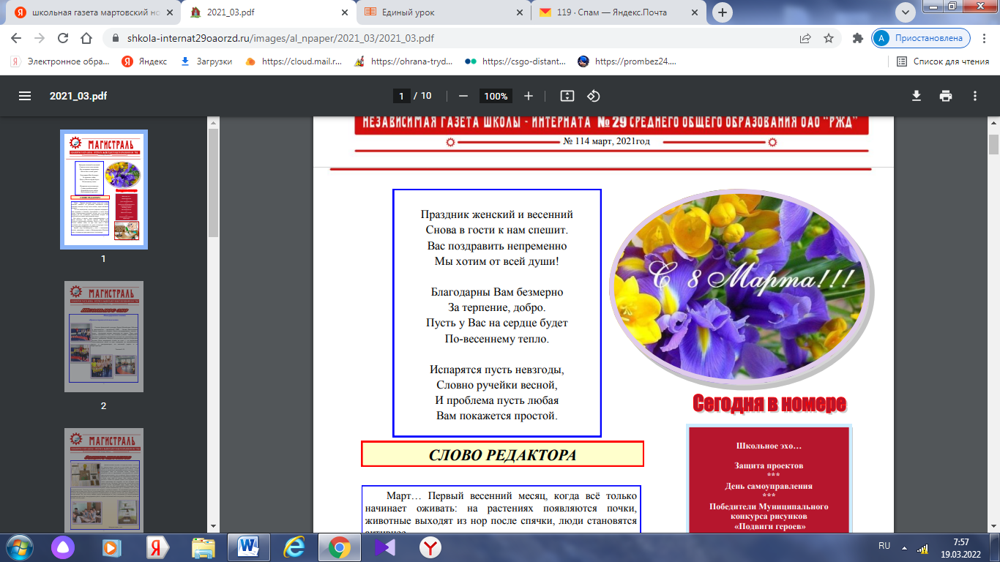 школьная газета мартовский но
2021_03.pdf
Единый урок
119 · Спам — Яндекс.Почта
shkola-internat29oaorzd.ru/images/al_npaper/2021_03/2021_03.pdf
А Приостановлена
Электронное обра...
Яндекс
Загрузки
https://cloud.mail.r...
https://ohrana-tryd...
https://csgo-distant...
https://prombez24....
Список для чтения
2021_03.pdf
1 / 10
100%
МАГИСТРАЛЬ
СЛОВО РЕДАКТОРА
1
МАГИСТРАЛЬ
Школьное эхо
2
МАГИСТРАЛЬ
НЕЗАВИСИМАЯ ГАЗЕТА ШКОЛЫ - ИНТЕРНАТА № 29 СРЕДНЕГО ОБЩЕГО ОБРАЗОВАНИЯ ОАО "РЖД"
№ 114 март, 2021год
Праздник женский и весенний
Снова в гости к нам спешит.
Вас поздравить непременно
Мы хотим от всей души!
Благодарны Вам безмерно
За терпение, добро.
Пусть у Вас на сердце будет
По-весеннему тепло.
Испарятся пусть невзгоды,
Словно ручейки весной,
И проблема пусть любая
Вам покажется простой.
С 8 Марта!!!
СЛОВО РЕДАКТОРА
Март… Первый весенний месяц, когда всё только
начинает оживать: на растениях появляются почки,
животные выходят из нор после спячки, люди становятся
активнее
Сегодня в номере
Школьное эхо…
Защита проектов
***
День самоуправления
***
Победители Муниципального
конкурса рисунков
«Подвиги героев»
RU
7:57
19.03.2022